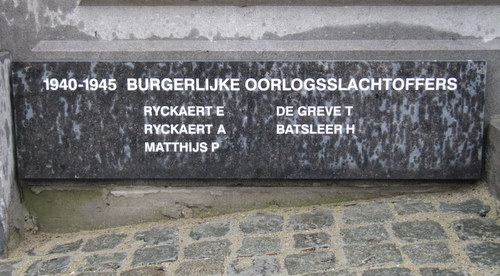 1940-1945 BURGERLIJKE OORLOGSSLACHTOFFERS
RYCKAERT E DE GREVE T
RYCKAERT A BATSLEER H
MATTHIJS P